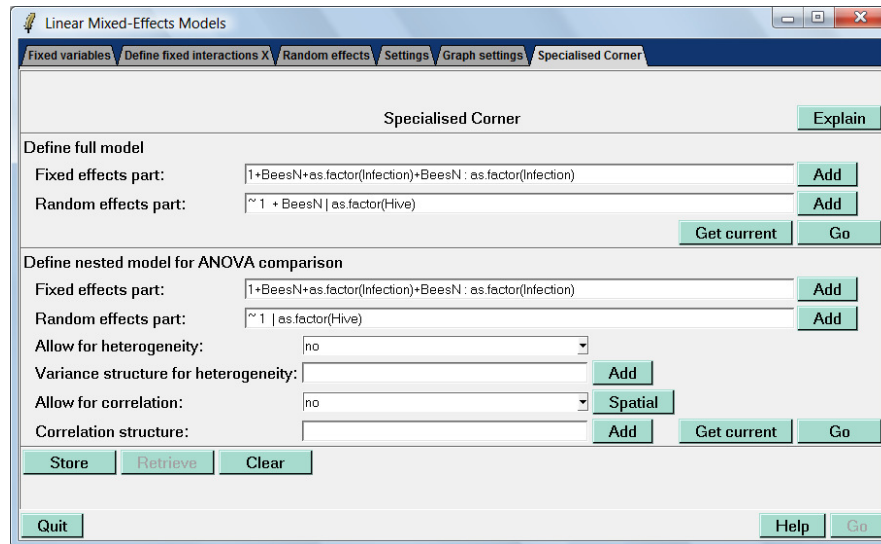 Linear Mixed-Effects Models
Fixed variables Define fixed interactions X Random effects Settings Graph settings Specialised Corner
Specialised Corner Explain
Define full model
Fixed effects part: 1+BeesN+as.factor(Infection)+BeesN : as.factor(Infection) Add
Random effects part: ~ 1 + BeesN | as.factor(Hive) Add
Get current Go
Define nested model for ANOVA comparison
Fixed effects part: 1+BeesN+as.factor(Infection)+BeesN : as.factor(Infection) Add
Random effects part: ~ 1 | as.factor(Hive) Add
Allow for heterogeneity: no
Variance structure for heterogeneity: Add
Allow for correlation: no Spatial
Correlation structure: Add Get current Go
Store Retrieve Clear
Quit Help Go